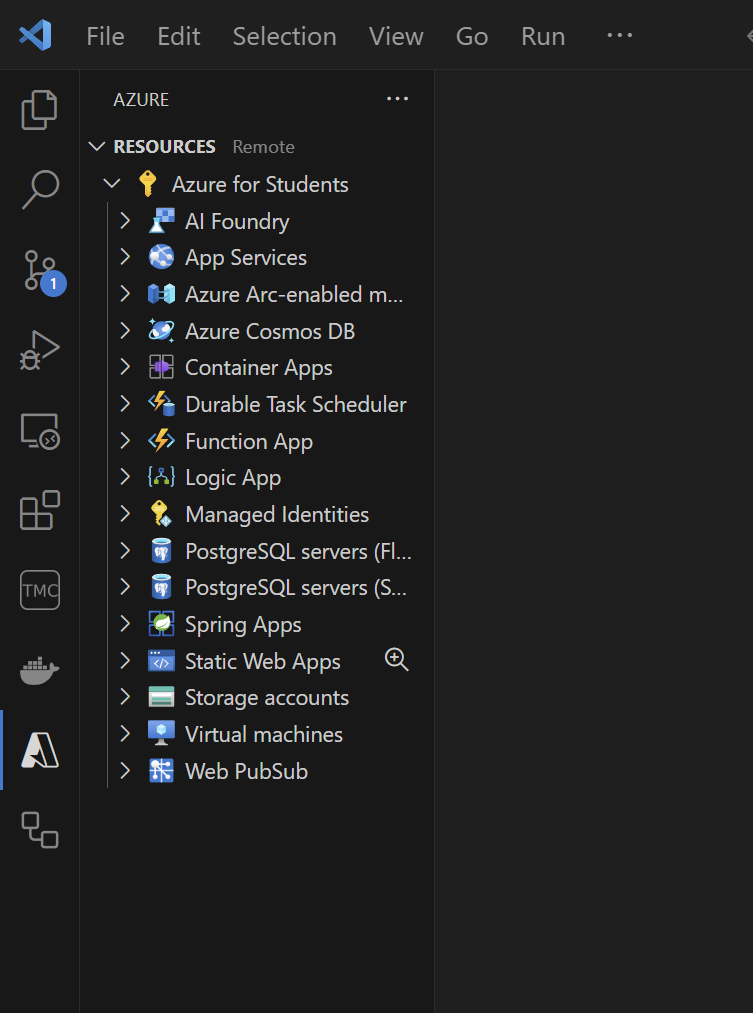 File Edit Selection View Go Run ...
AZURE ...
RESOURCES Remote
Azure for Students
AI Foundry
App Services
Azure Arc-enabled m...
Azure Cosmos DB
Container Apps
Durable Task Scheduler
Function App
Logic App
Managed Identities
PostgreSQL servers (Fl...
PostgreSQL servers (S...
Spring Apps
Static Web Apps
Storage accounts
Virtual machines
Web PubSub
1
TMC